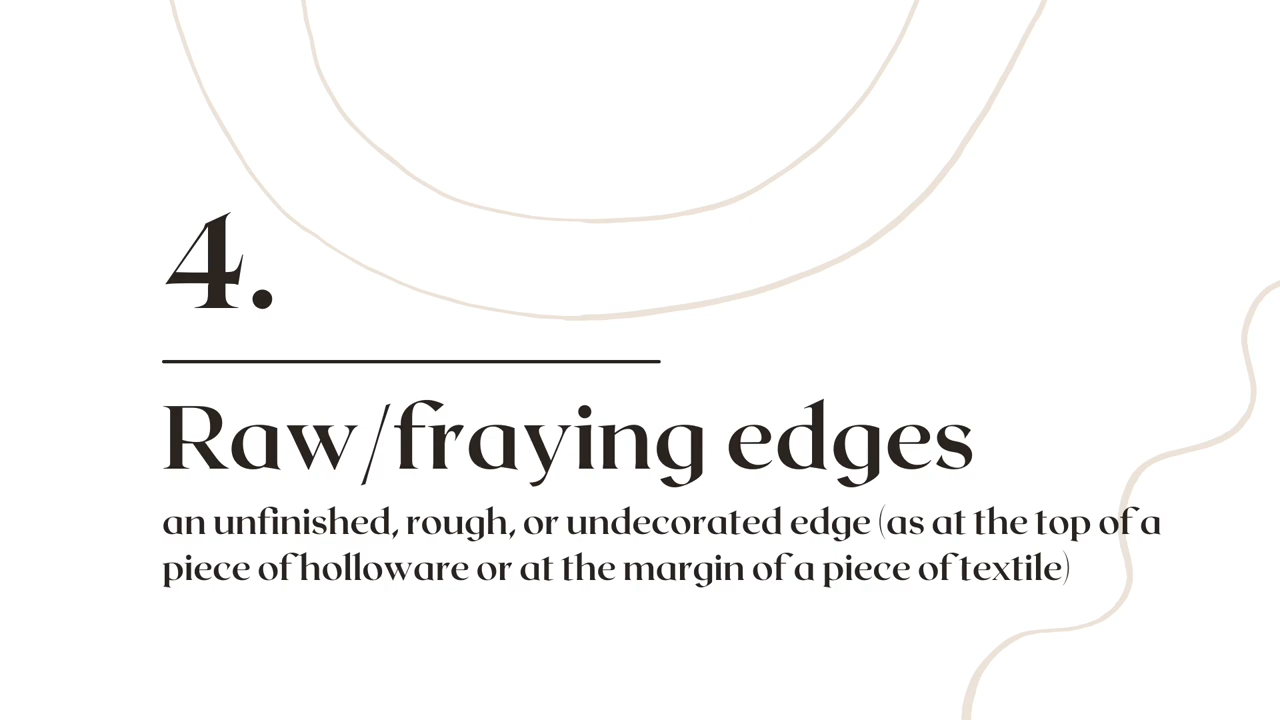 4.
Raw/fraying edges
an unfinished, rough, or undecorated edge (as at the top of a
piece of holloware or at the margin of a piece of textile)